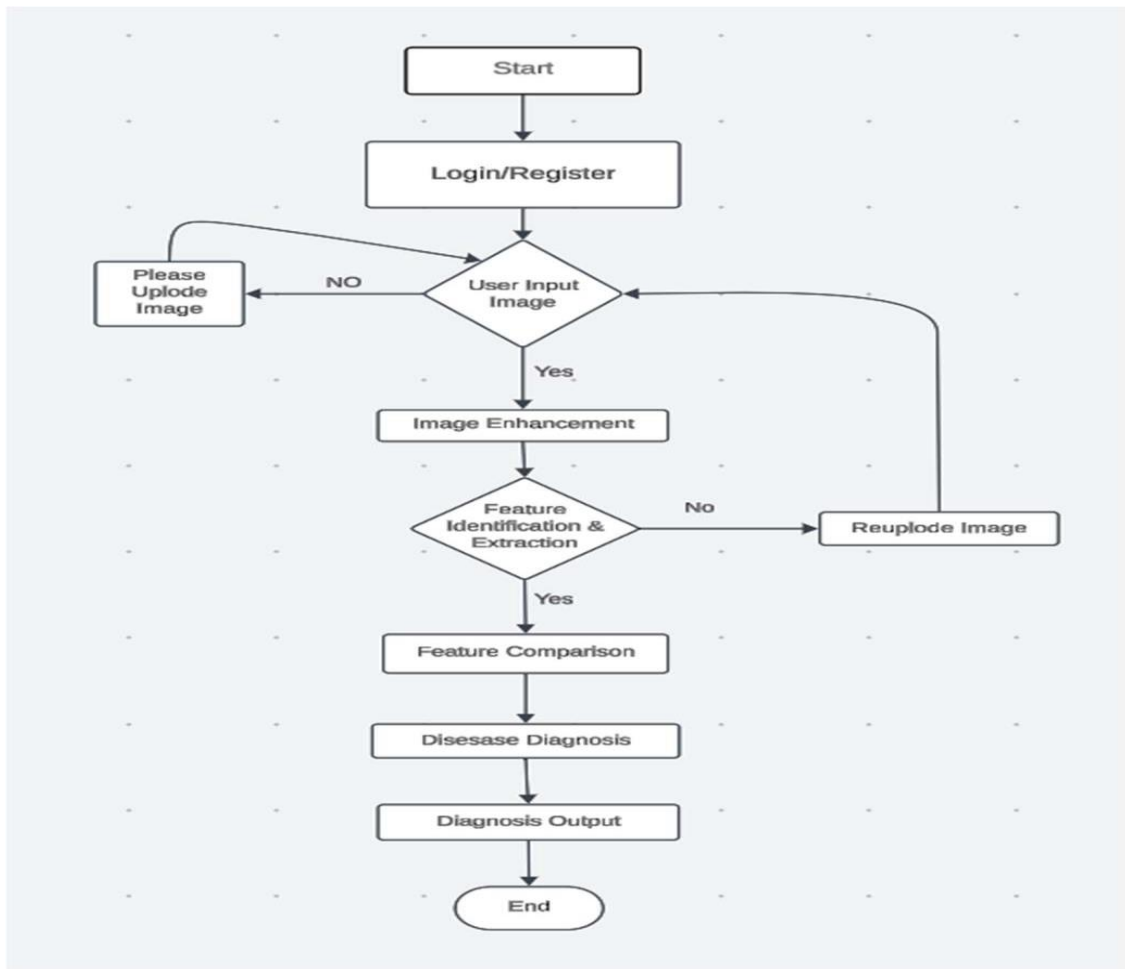 Start
Login/Register
Please
Uplode
Image
NO
User Input
Image
Yes
Image Enhancement
Feature
Identification &
Extraction
No
Reuplode Image
Yes
Feature Comparison
Disesase Diagnosis
Diagnosis Output
End